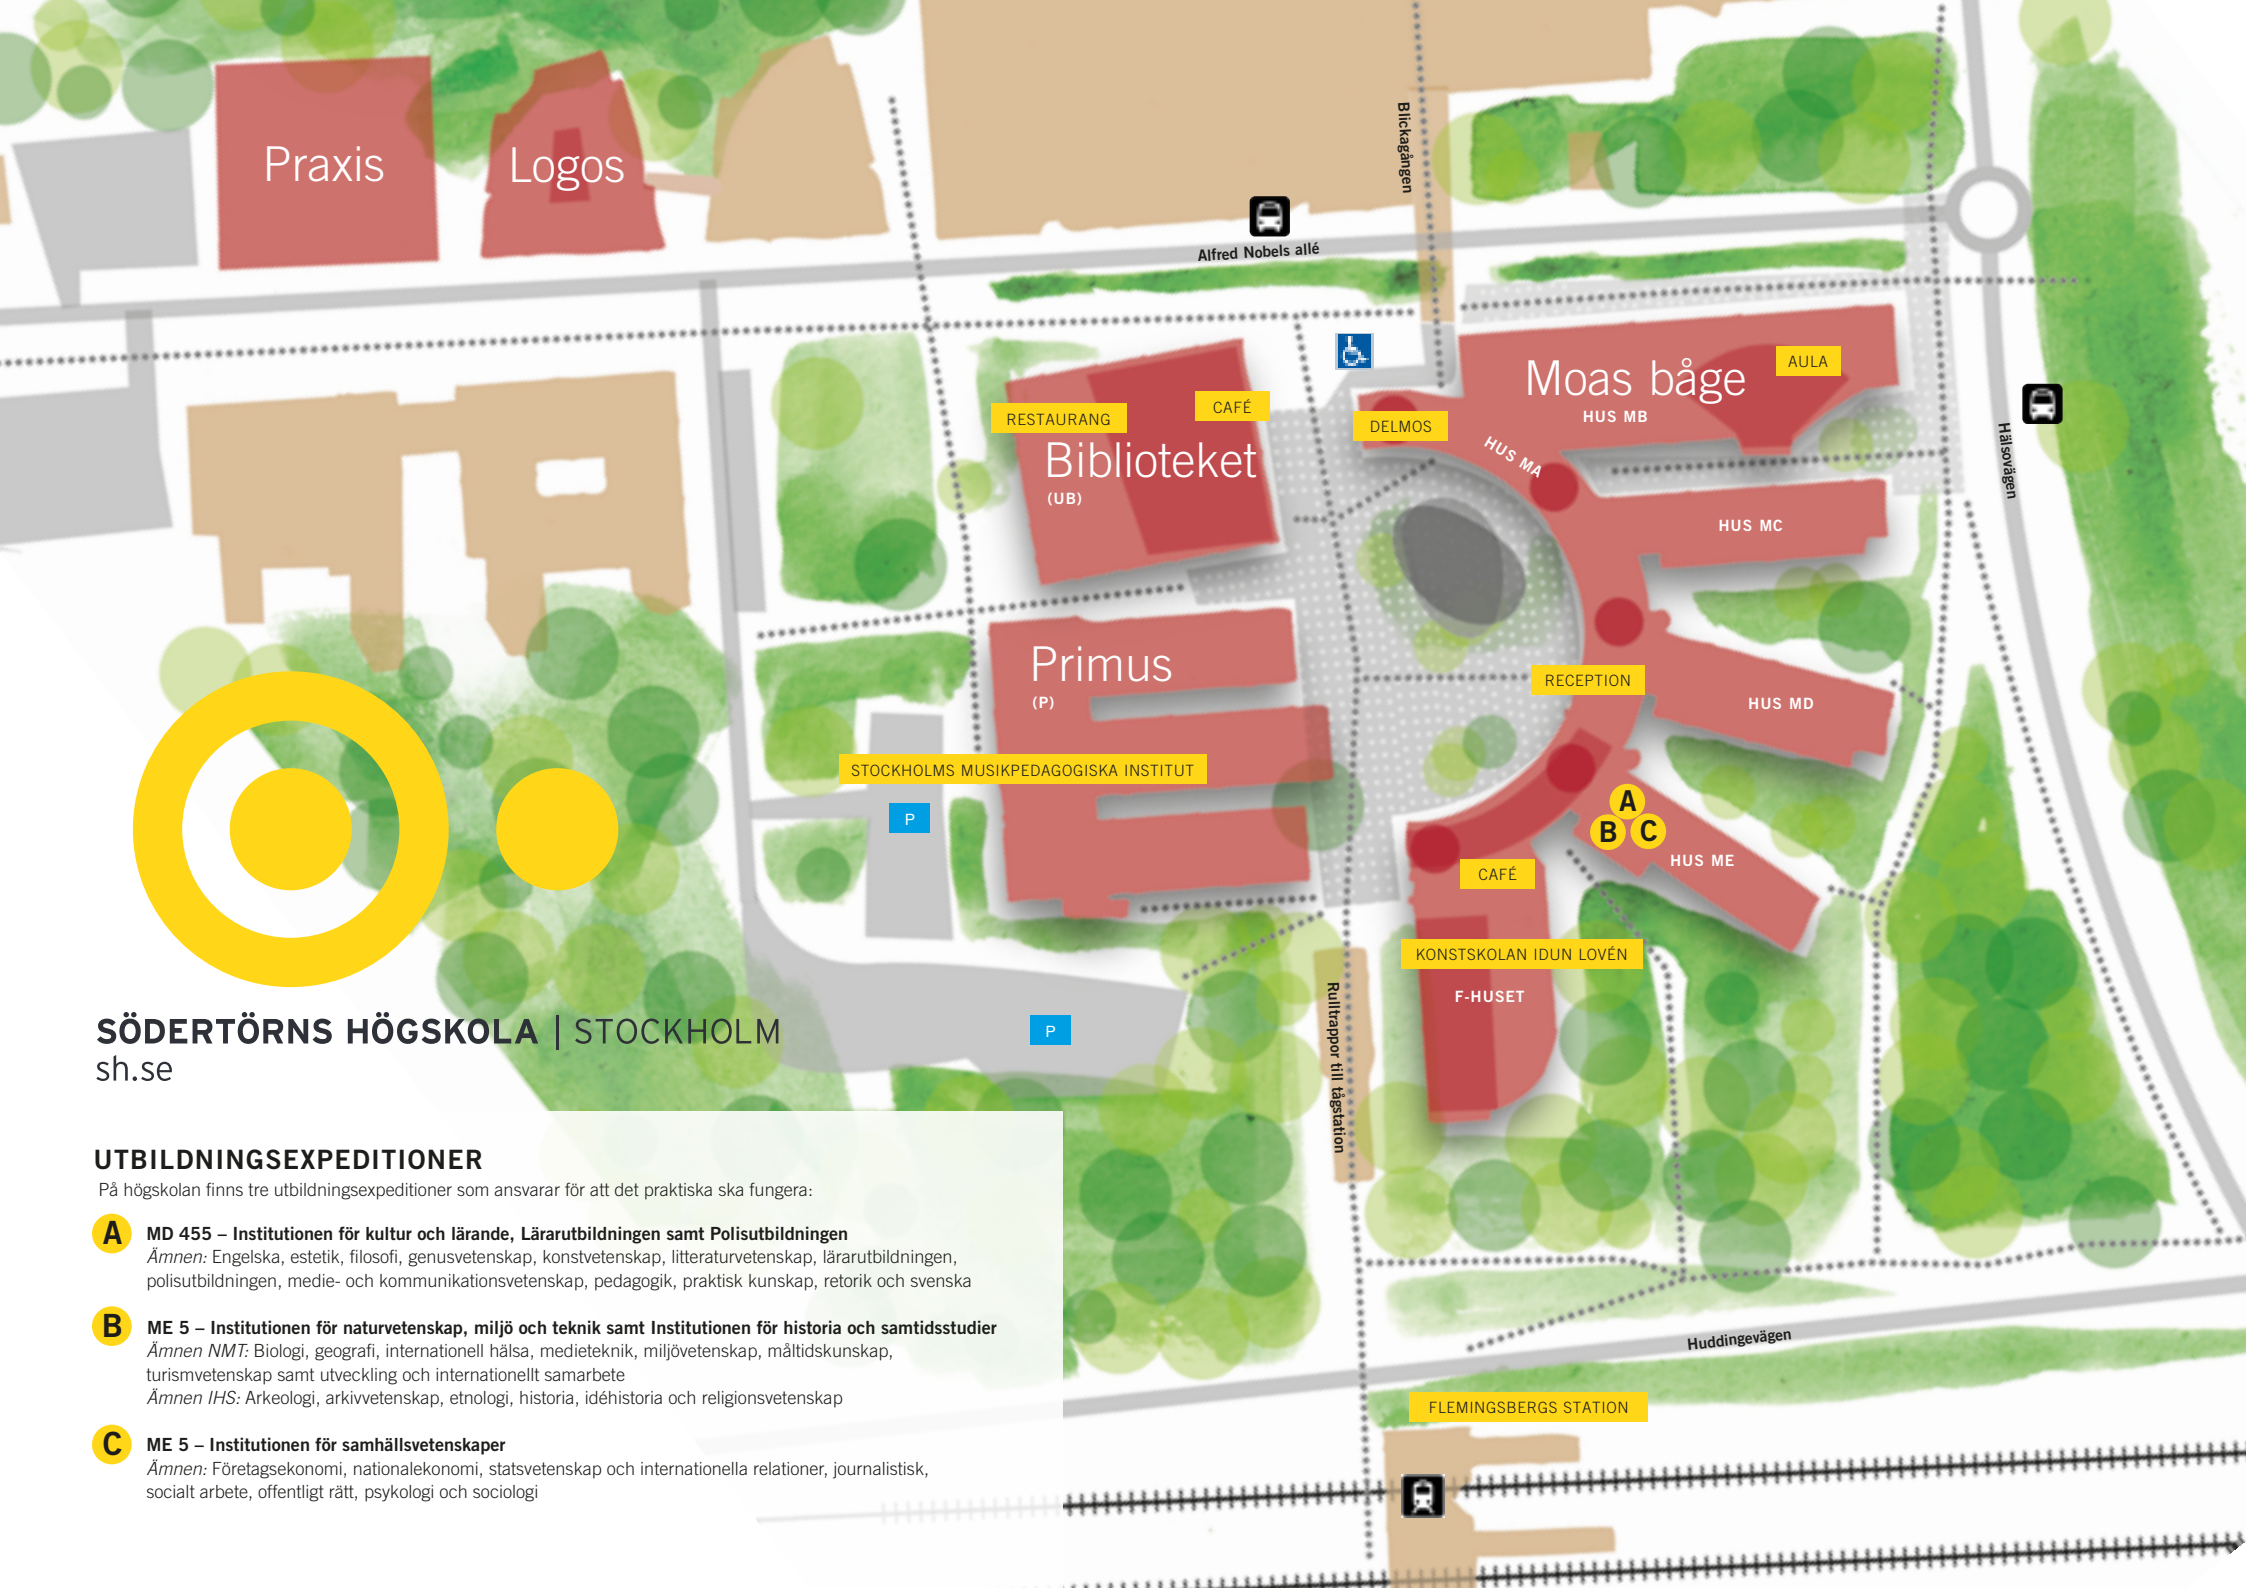 Praxis
Logos
Blickagången
Alfred Nobels allé
Moas båge
HUS MB
AULA
RESTAURANG
CAFÉ
Biblioteket
(UB)
DELMOS
HUS MA
Hälsovägen
HUS MC
Primus
(P)
RECEPTION
HUS MD
STOCKHOLMS MUSIKPEDAGOGISKA INSTITUT
P
A
B C
HUS ME
CAFÉ
KONSTSKOLAN IDUN LOVÉN
F-HUSET
P
Rulltrappor till tågstation
Huddingevägen
FLEMINGSBERGS STATION
SÖDERTÖRNS HÖGSKOLA | STOCKHOLM
sh.se
UTBILDNINGSEXPEDITIONER
På högskolan finns tre utbildningsexpeditioner som ansvarar för att det praktiska ska fungera:
A MD 455 – Institutionen för kultur och lärande, Lärarutbildningen samt Polisutbildningen
Ämnen: Engelska, estetik, filosofi, genusvetenskap, konstvetenskap, litteraturvetenskap, lärarutbildningen,
polisutbildningen, medie- och kommunikationsvetenskap, pedagogik, praktisk kunskap, retorik och svenska
B ME 5 – Institutionen för naturvetenskap, miljö och teknik samt Institutionen för historia och samtidsstudier
Ämnen NMT: Biologi, geografi, internationell hälsa, medieteknik, miljövetenskap, måltidskunskap,
turismvetenskap samt utveckling och internationellt samarbete
Ämnen IHS: Arkeologi, arkivvetenskap, etnologi, historia, idéhistoria och religionsvetenskap
C ME 5 – Institutionen för samhällsvetenskaper
Ämnen: Företagsekonomi, nationalekonomi, statsvetenskap och internationella relationer, journalistisk,
socialt arbete, offentligt rätt, psykologi och sociologi